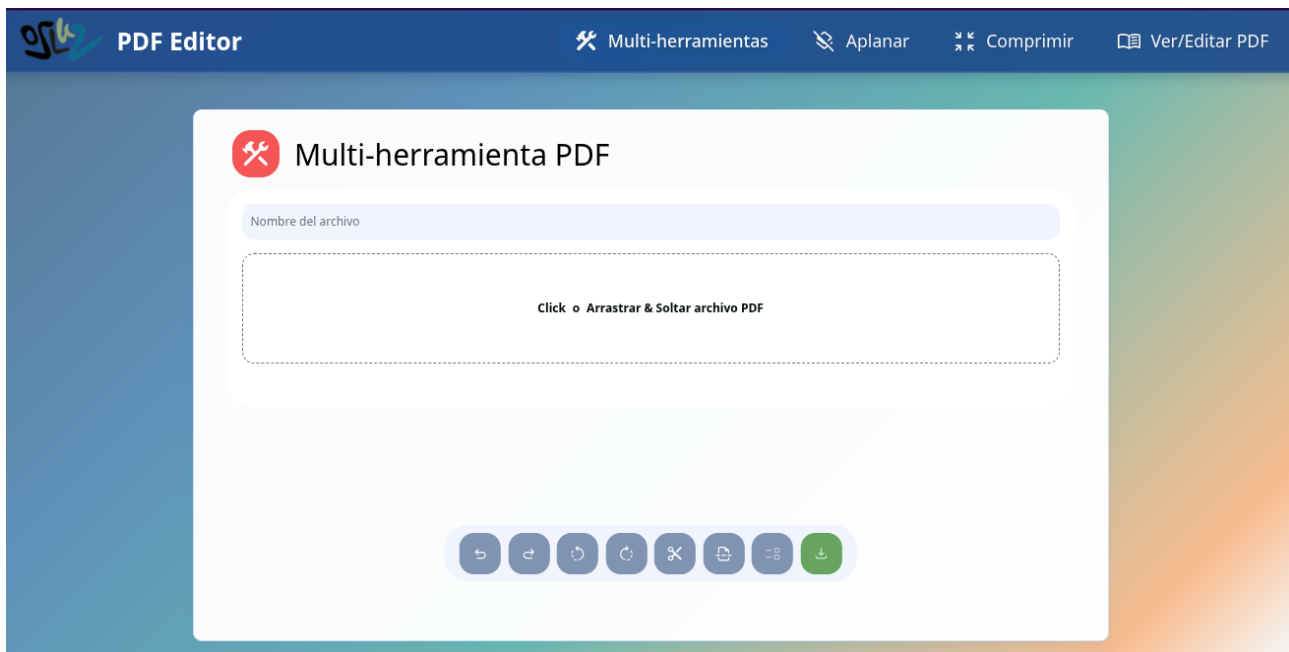 OSLUZ
PDF Editor
Multi-herramientas
Aplanar
Comprimir
Ver/Editar PDF
Multi-herramienta PDF
Nombre del archivo
Click o Arrastrar & Soltar archivo PDF